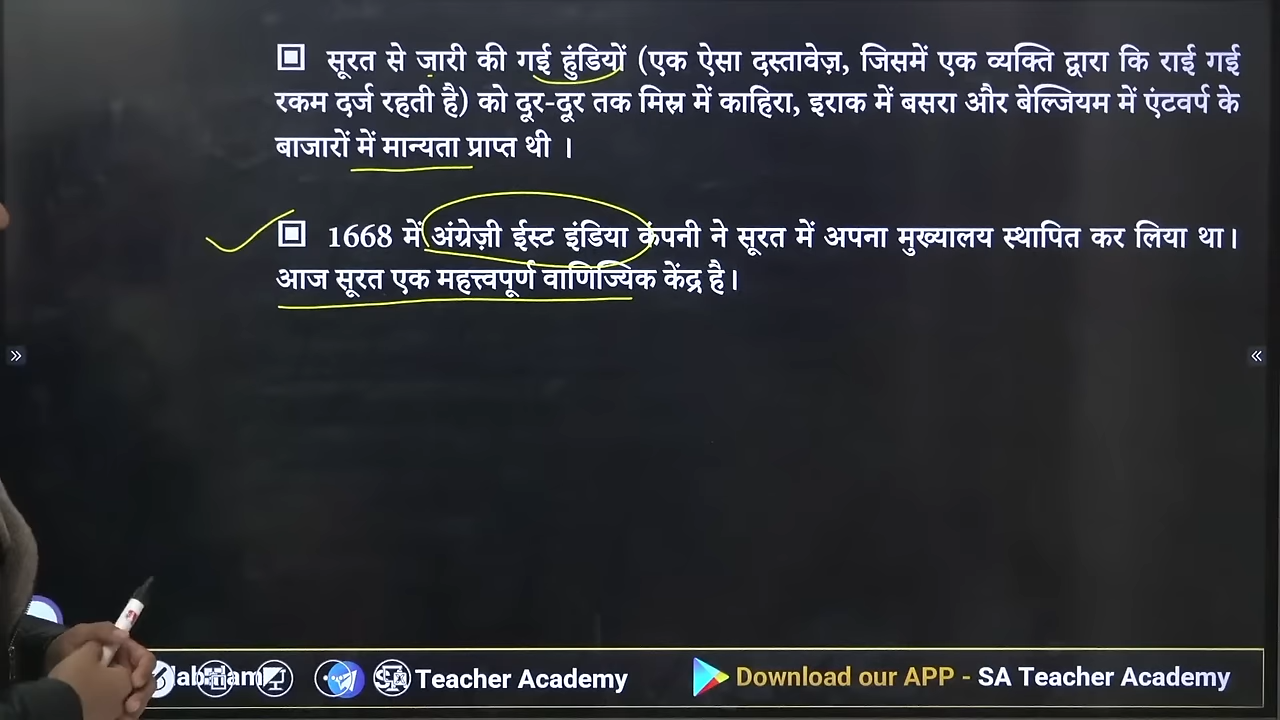 सूरत से जारी की गई हुंडियों (एक ऐसा दस्तावेज़, जिसमें एक व्यक्ति द्वारा कि राई गई
रकम दर्ज रहती है) को दूर-दूर तक मिस्र में काहिरा, इराक में बसरा और बेल्जियम में एंटवर्प के
बाजारों में मान्यता प्राप्त थी ।
1668 में अंग्रेज़ी ईस्ट इंडिया कंपनी ने सूरत में अपना मुख्यालय स्थापित कर लिया था।
आज सूरत एक महत्त्वपूर्ण वाणिज्यिक केंद्र है।
Teacher Academy
Download our APP - SA Teacher Academy